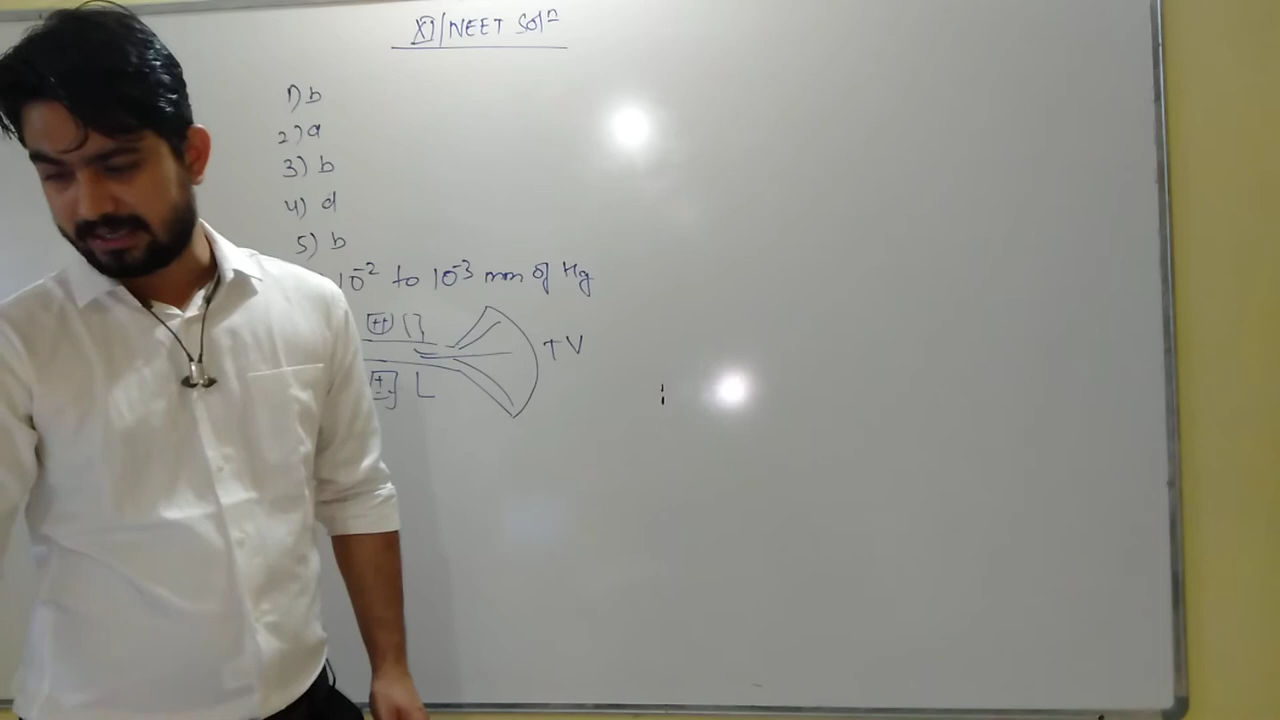 XI/NEET Solⁿ
1) b
2) a
3) b
4) d
5) b
10⁻² to 10⁻³ mm of Hg
TV